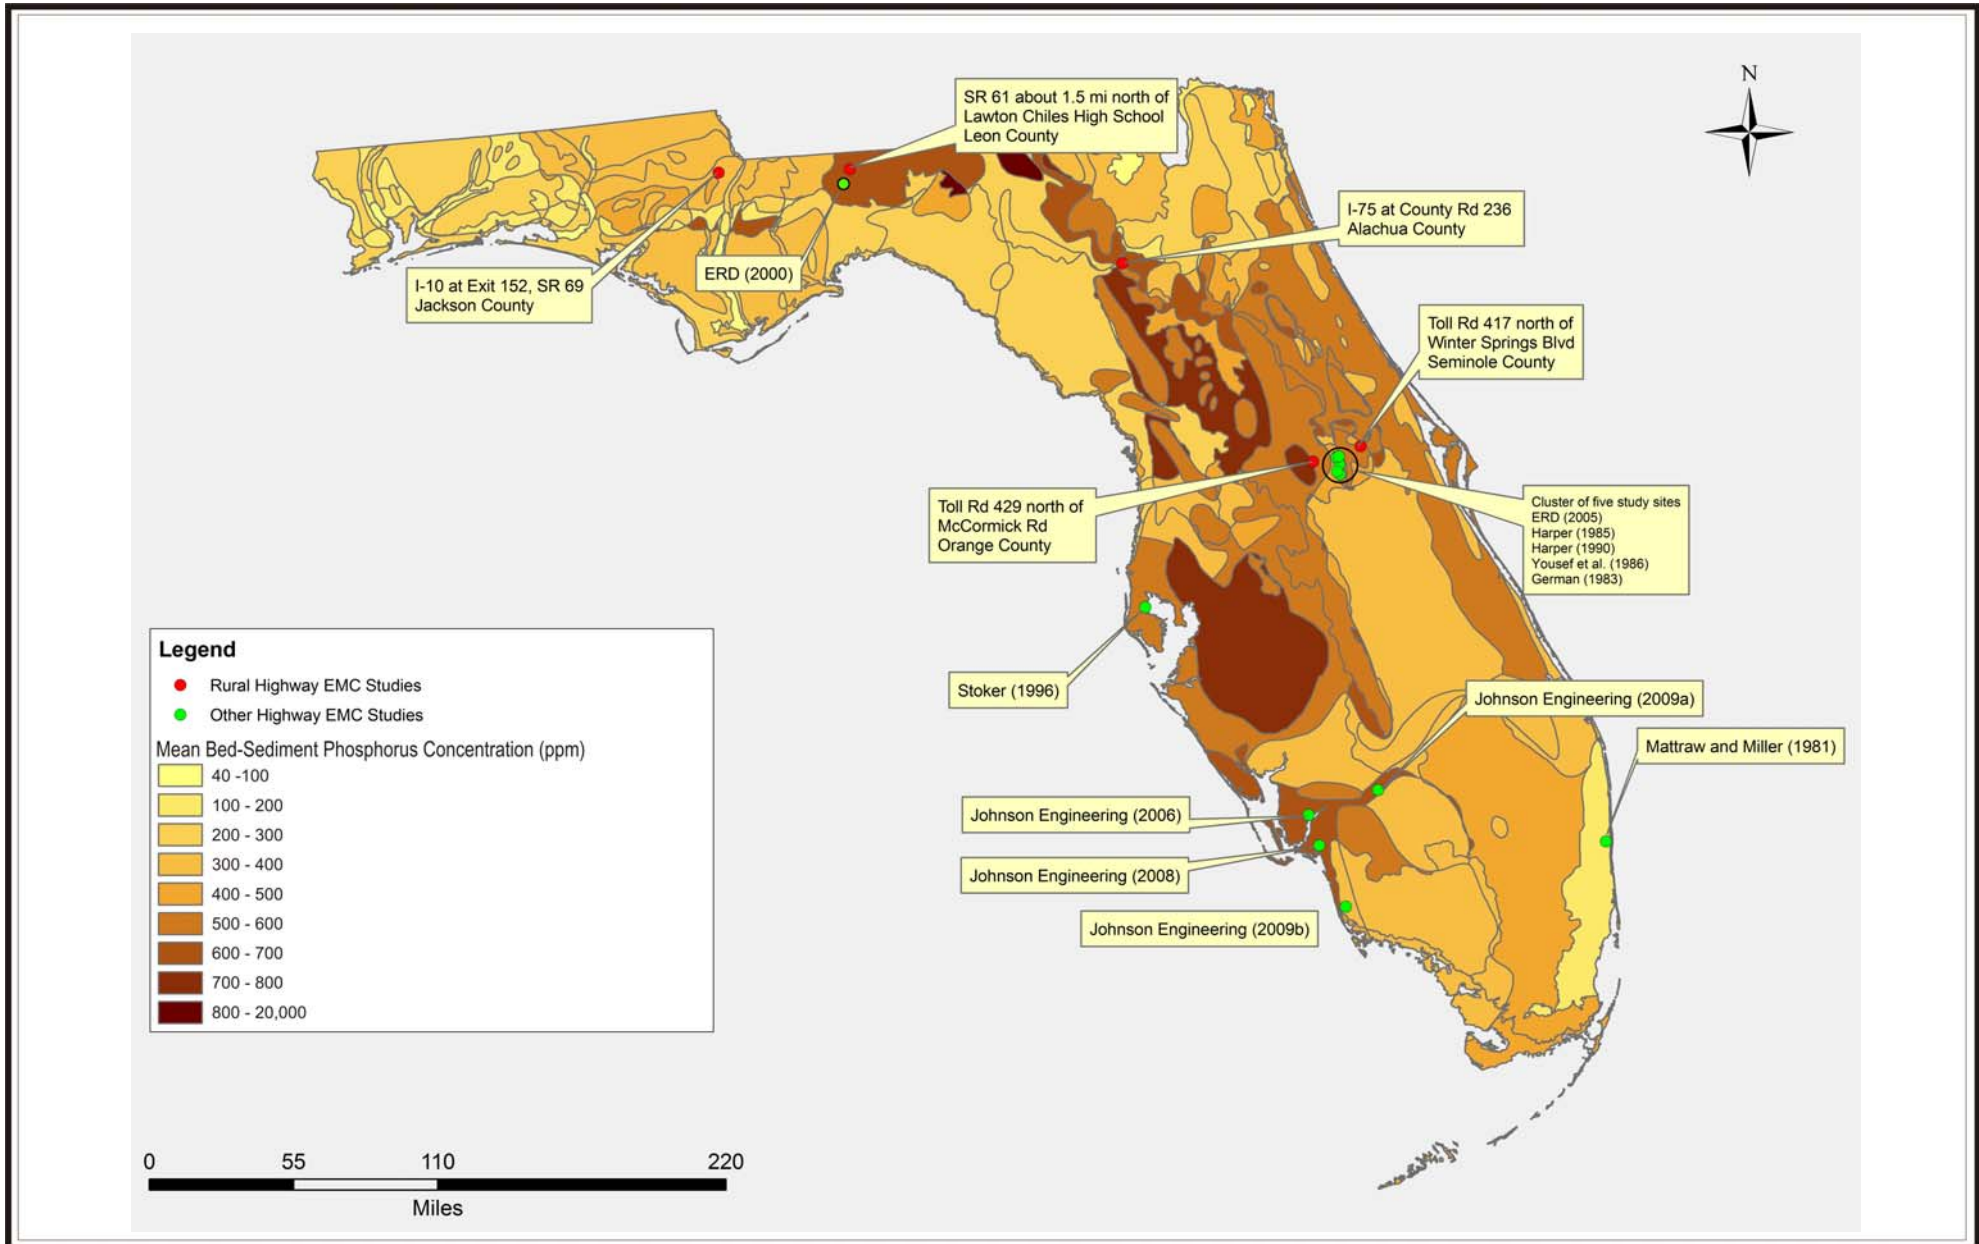 N
SR 61 about 1.5 mi north of
Lawton Chiles High School
Leon County
I-75 at County Rd 236
Alachua County
I-10 at Exit 152, SR 69
Jackson County
ERD (2000)
Toll Rd 417 north of
Winter Springs Blvd
Seminole County
Toll Rd 429 north of
McCormick Rd
Orange County
Cluster of five study sites
ERD (2005)
Harper (1985)
Harper (1990)
Yousef et al. (1986)
German (1983)
Stoker (1996)
Johnson Engineering (2009a)
Mattraw and Miller (1981)
Johnson Engineering (2006)
Johnson Engineering (2008)
Johnson Engineering (2009b)
Legend
Rural Highway EMC Studies
Other Highway EMC Studies
Mean Bed-Sediment Phosphorus Concentration (ppm)
40 -100
100 - 200
200 - 300
300 - 400
400 - 500
500 - 600
600 - 700
700 - 800
800 - 20,000
0 55 110 220
Miles